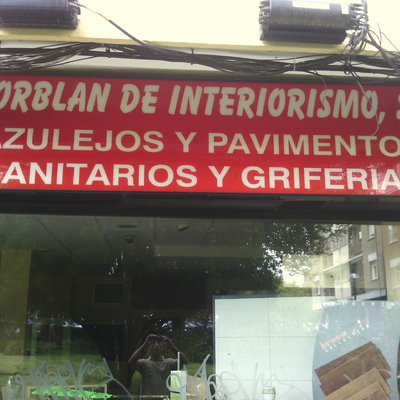 ORBLAN DE INTERIORISMO, S
AZULEJOS Y PAVIMENTO
ANITARIOS Y GRIFERIA